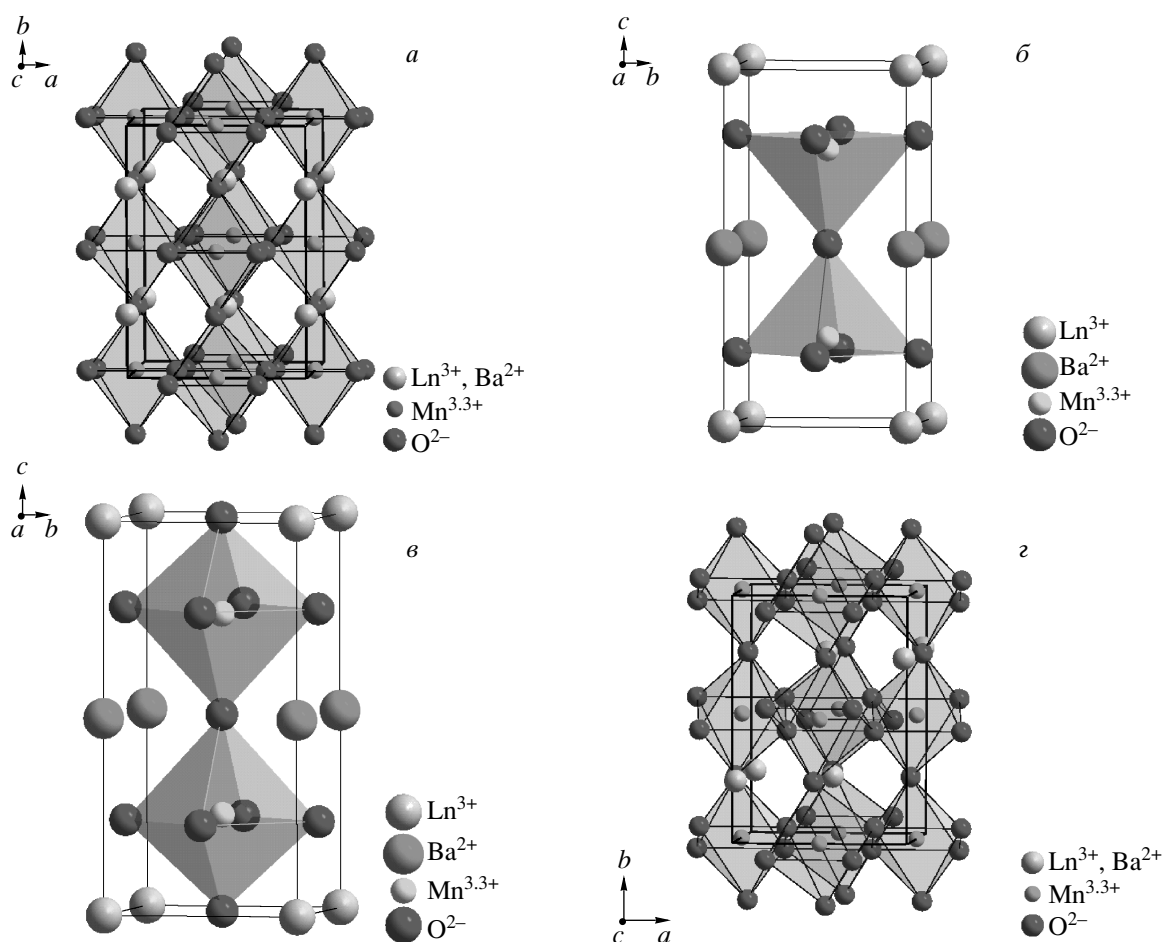 b
c a
а
Ln³⁺, Ba²⁺
Mn³·³⁺
O²⁻
c
a b
б
Ln³⁺
Ba²⁺
Mn³·³⁺
O²⁻
c
a b
в
Ln³⁺
Ba²⁺
Mn³·³⁺
O²⁻
г
b
c a
Ln³⁺, Ba²⁺
Mn³·³⁺
O²⁻